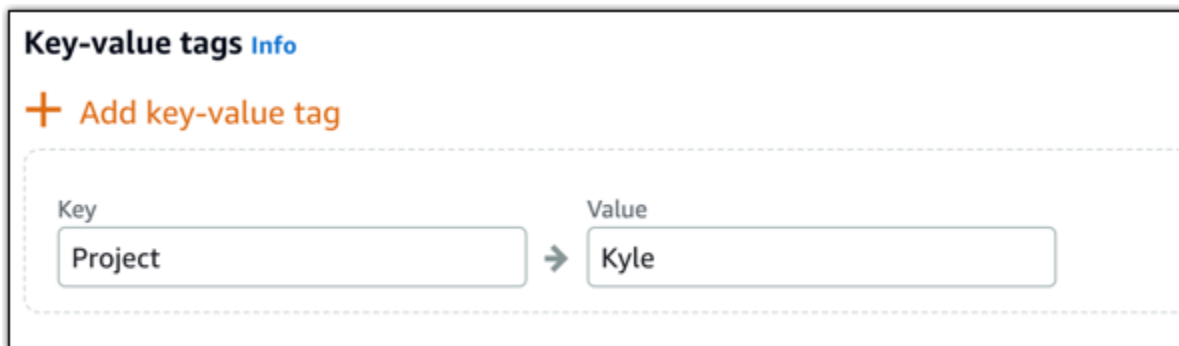 Key-value tags Info
+ Add key-value tag
Key Value
Project → Kyle